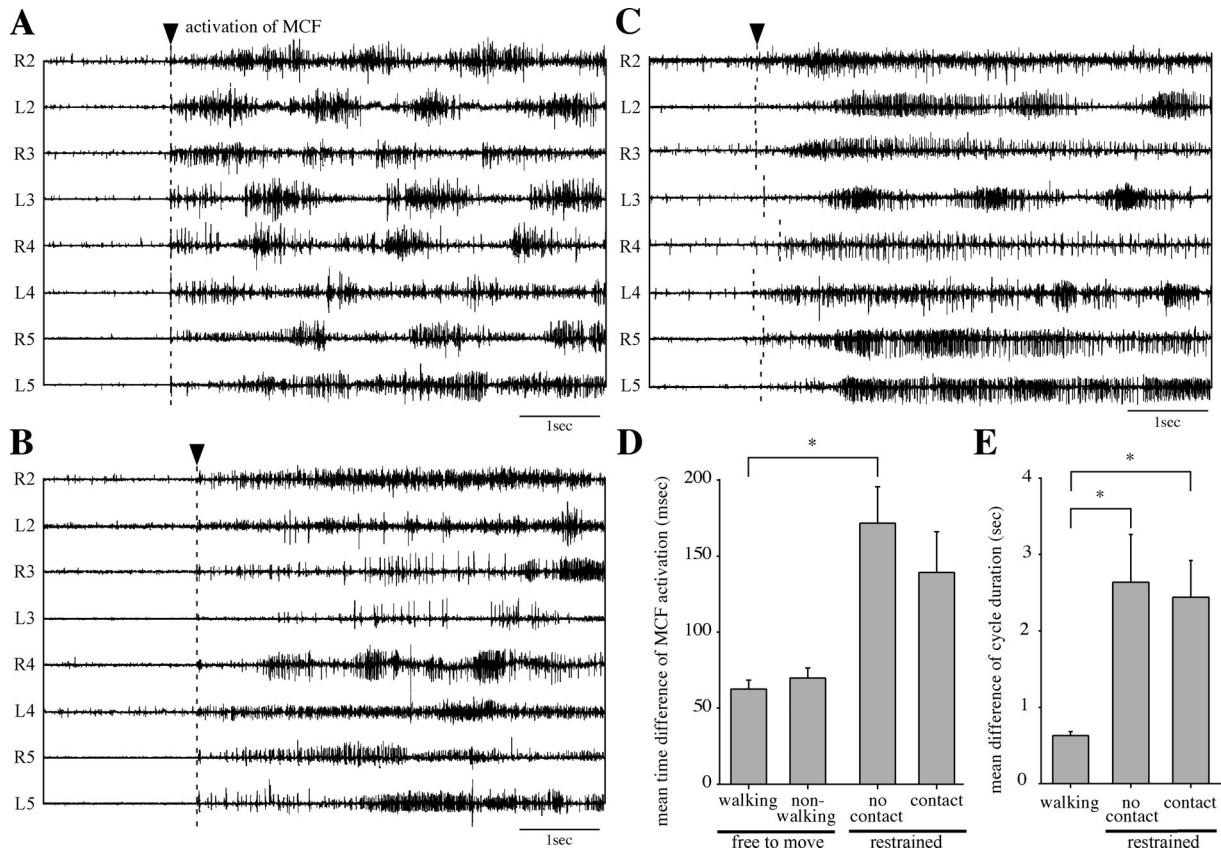 A
activation of MCF
R2
L2
R3
L3
R4
L4
R5
L5
1sec
B
R2
L2
R3
L3
R4
L4
R5
L5
1sec
C
R2
L2
R3
L3
R4
L4
R5
L5
1sec
D
mean time difference of MCF activation (msec)
200
150
100
50
0
*
walking
non-
walking
no
contact
contact
free to move
restrained
E
mean difference of cycle duration (sec)
4
3
2
1
0
*
*
walking
no
contact
contact
restrained